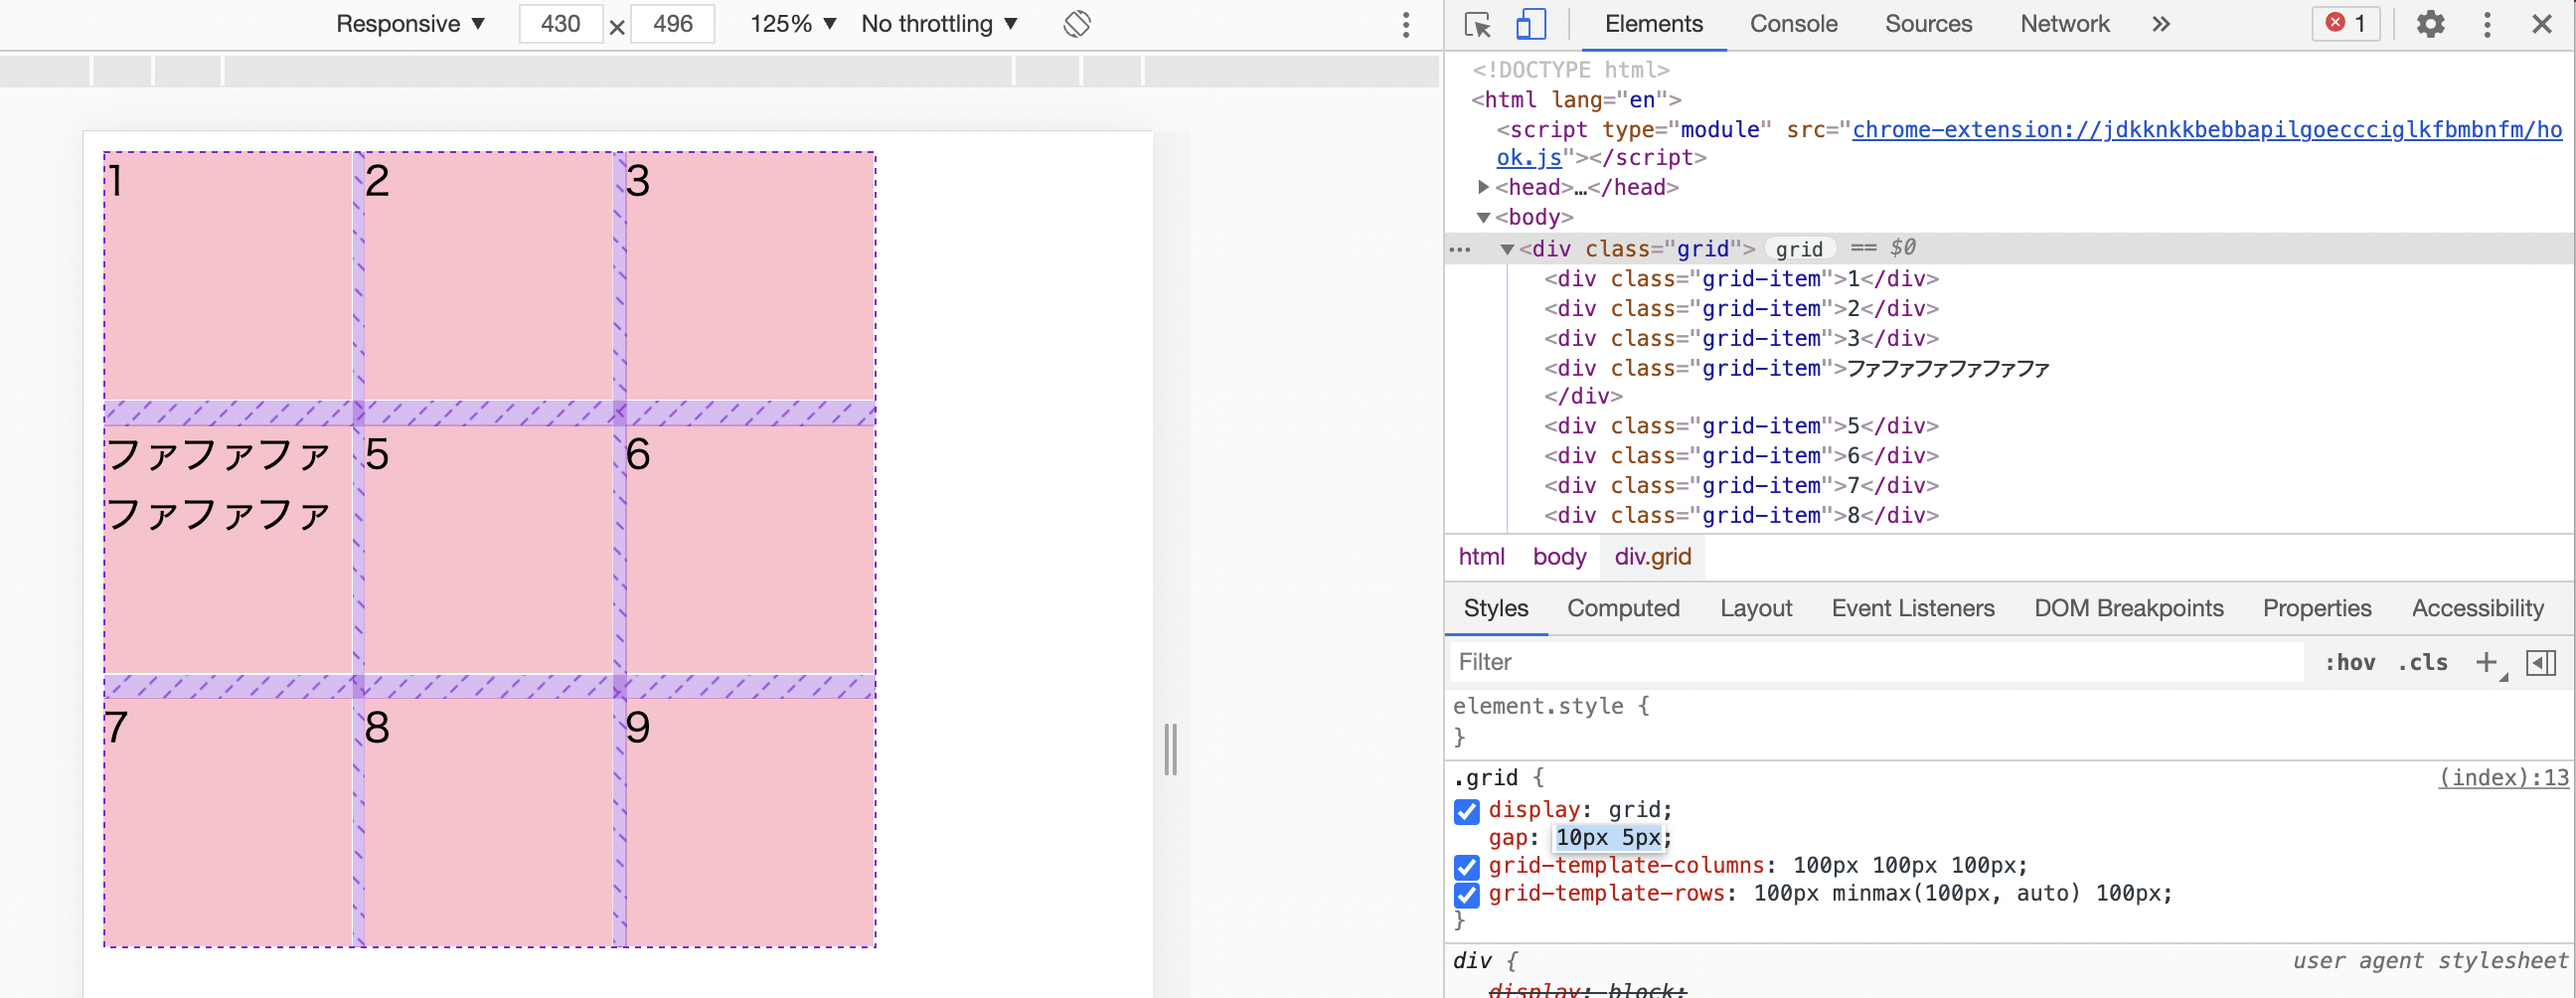 Responsive ▼ 430 × 496 125% ▼ No throttling ▼
1 2 3
ファファファ 5 6
ファファファ
7 8 9
Elements Console Sources Network » 1
<!DOCTYPE html>
<html lang="en">
<script type="module" src="chrome-extension://jdkknkkbebbapilgoeccciglkfbmbnfm/ho
ok.js"></script>
▶<head>…</head>
▼<body>
… ▼<div class="grid"> grid == $0
<div class="grid-item">1</div>
<div class="grid-item">2</div>
<div class="grid-item">3</div>
<div class="grid-item">ファファファファファファ
</div>
<div class="grid-item">5</div>
<div class="grid-item">6</div>
<div class="grid-item">7</div>
<div class="grid-item">8</div>
html body div.grid
Styles Computed Layout Event Listeners DOM Breakpoints Properties Accessibility
Filter :hov .cls +
element.style {
}
.grid { (index):13
display: grid;
gap: 10px 5px;
grid-template-columns: 100px 100px 100px;
grid-template-rows: 100px minmax(100px, auto) 100px;
}
div { user agent stylesheet
display: block;